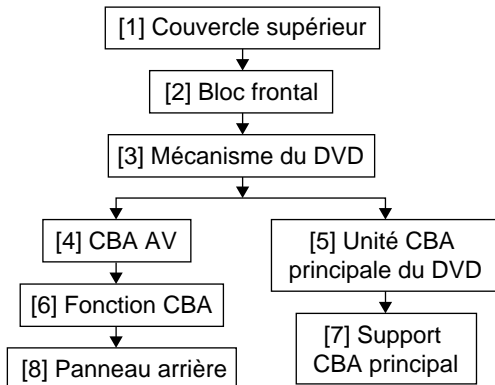 [1] Couvercle supérieur
[2] Bloc frontal
[3] Mécanisme du DVD
[4] CBA AV
[5] Unité CBA
principale du DVD
[6] Fonction CBA
[7] Support
CBA principal
[8] Panneau arrière